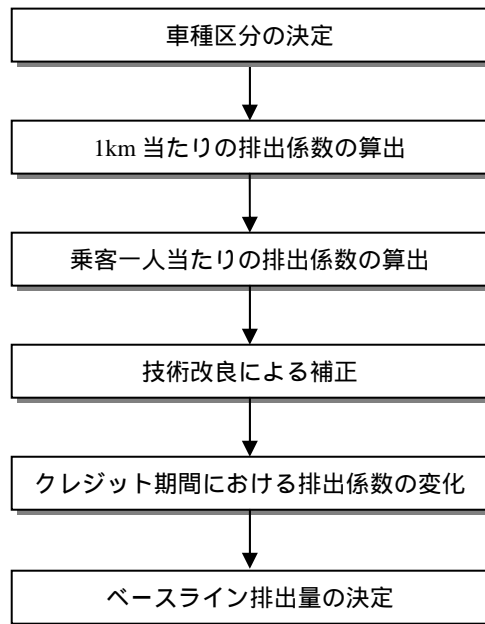 車種区分の決定
1km 当たりの排出係数の算出
乗客一人当たりの排出係数の算出
技術改良による補正
クレジット期間における排出係数の変化
ベースライン排出量の決定